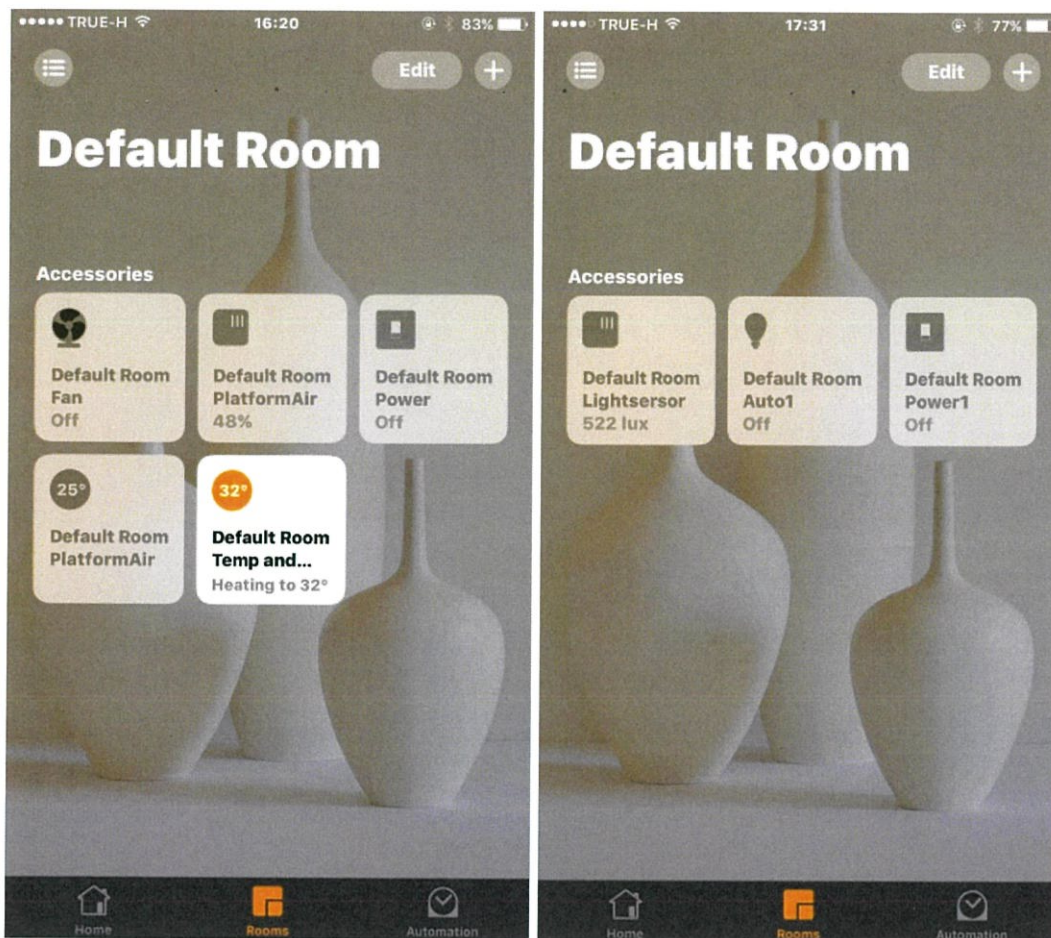 TRUE-H 16:20 83%
Edit
Default Room
Accessories
Default Room
Fan
Off
Default Room
PlatformAir
48%
Default Room
Power
Off
25°
Default Room
PlatformAir
32°
Default Room
Temp and...
Heating to 32°
Home Rooms Automation
TRUE-H 17:31 77%
Edit
Default Room
Accessories
Default Room
Lightsersor
522 lux
Default Room
Auto1
Off
Default Room
Power1
Off
Home Rooms Automation